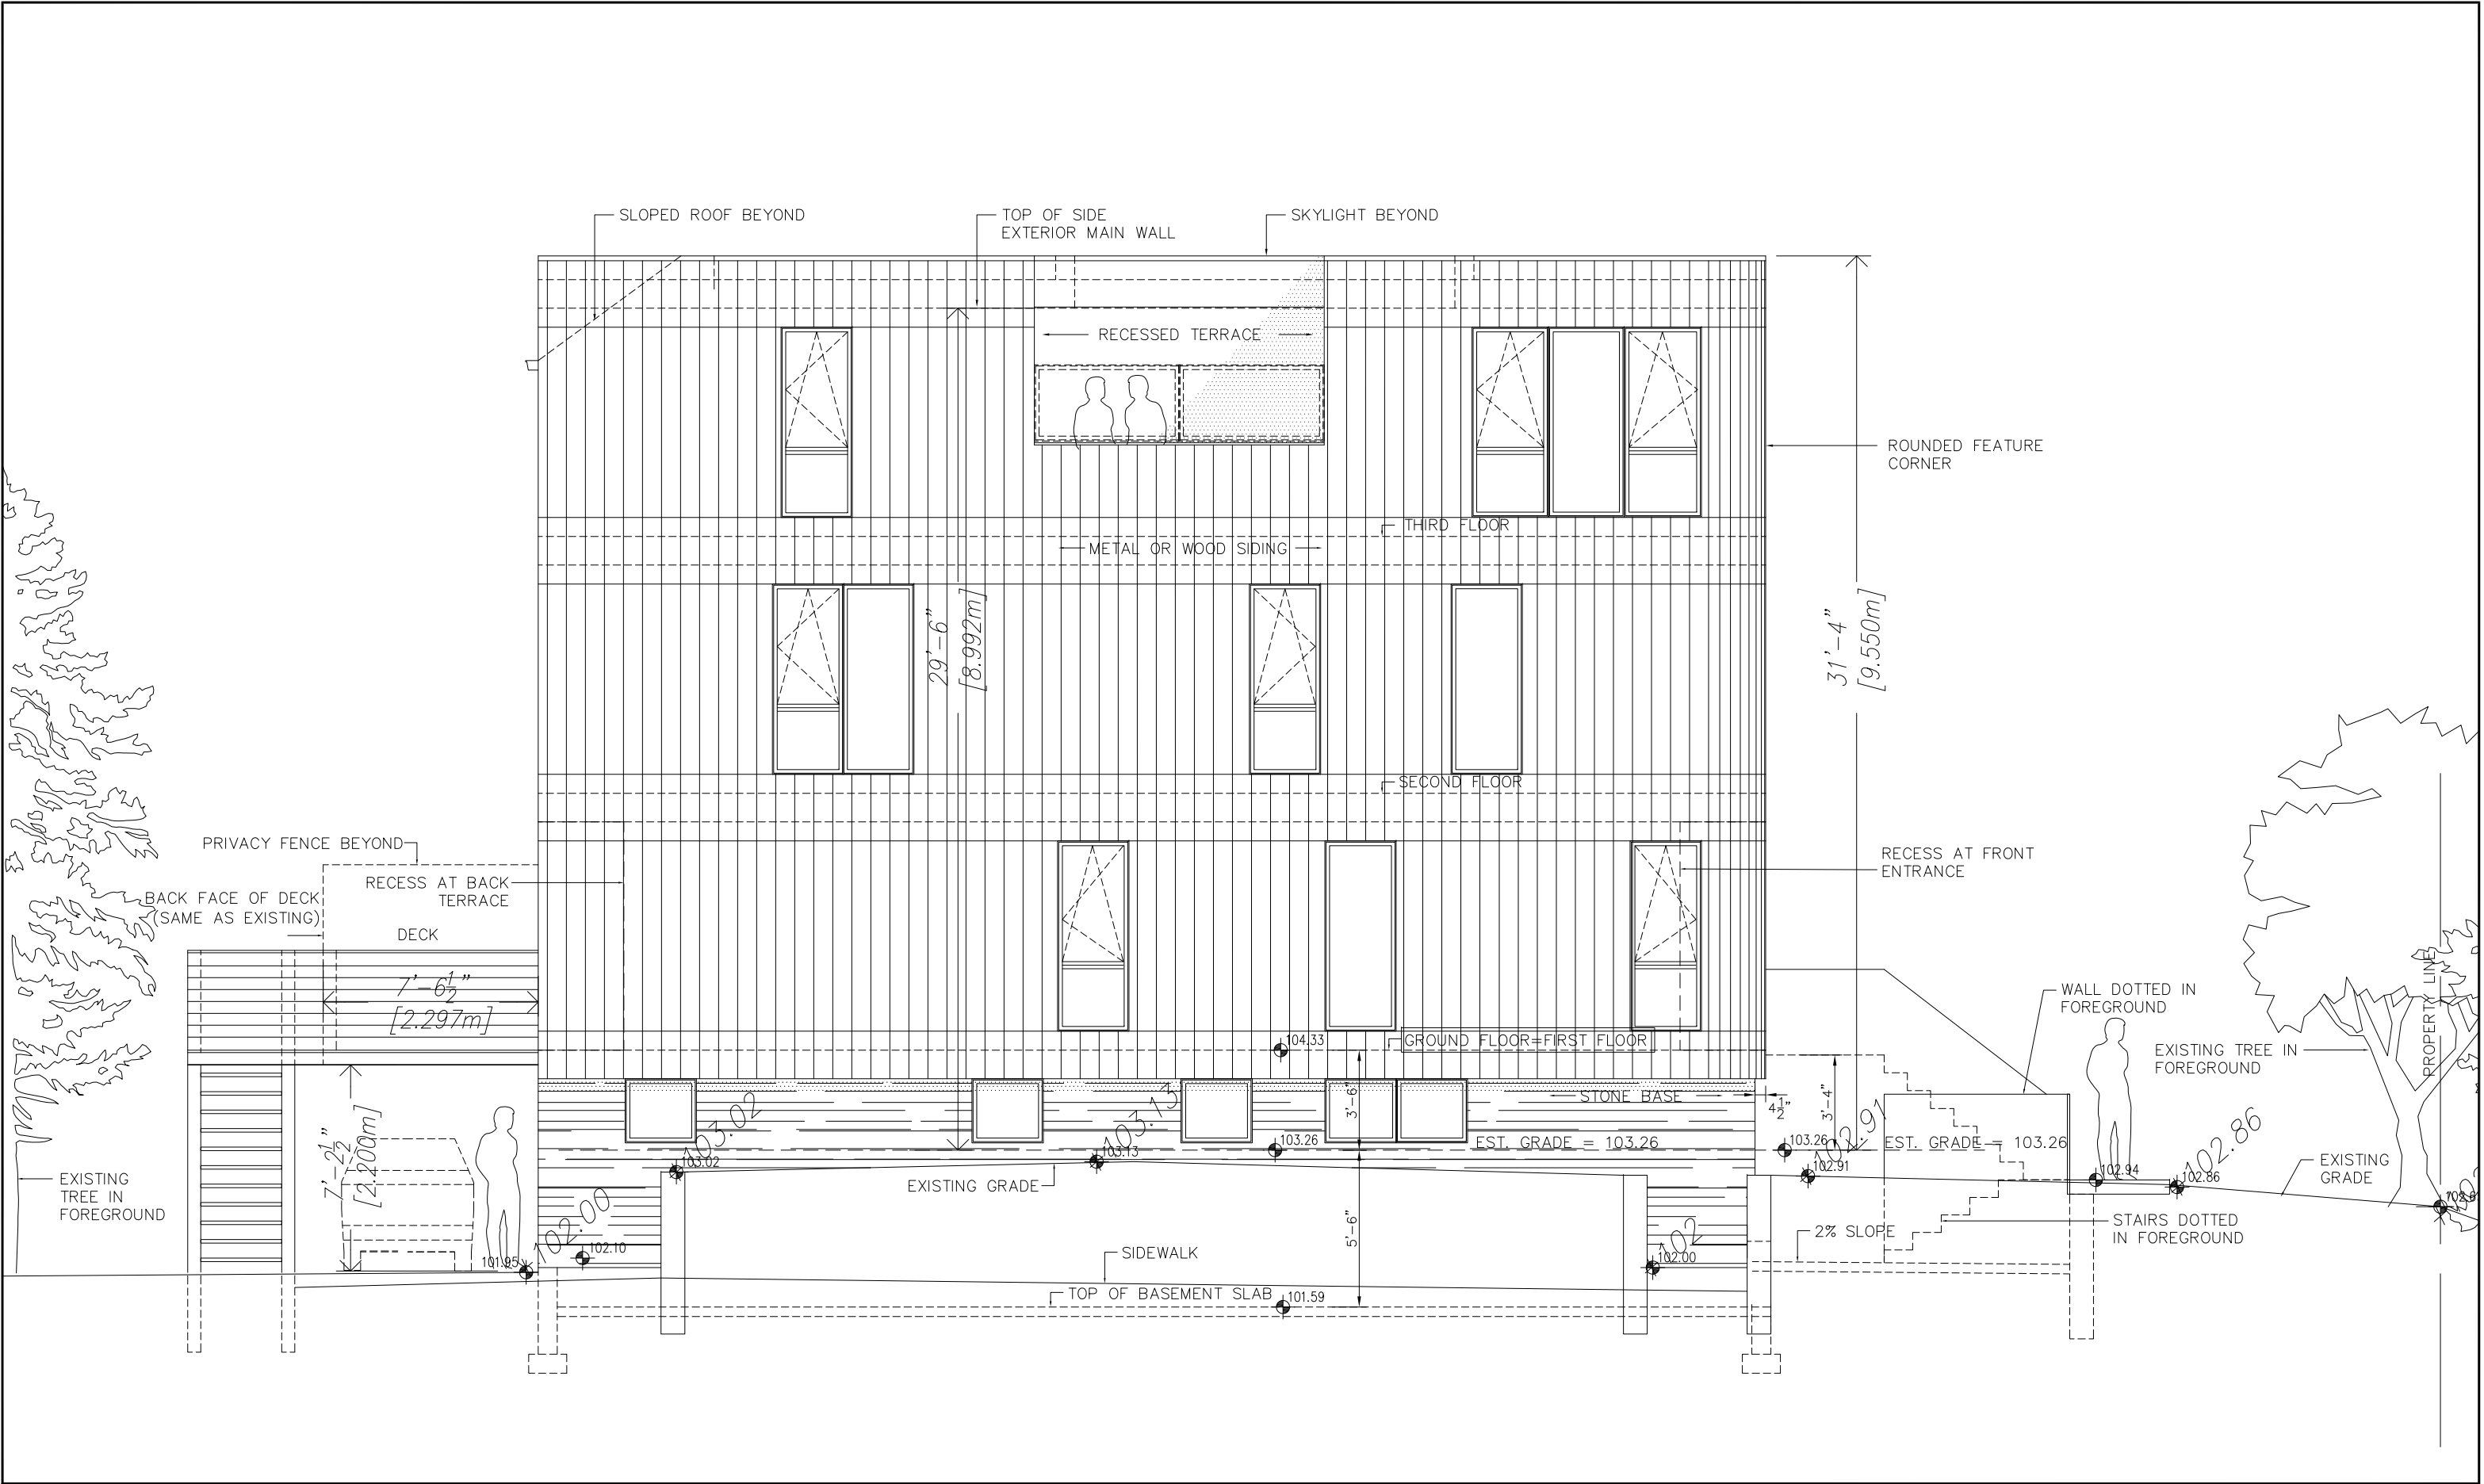 SLOPED ROOF BEYOND
TOP OF SIDE
EXTERIOR MAIN WALL
SKYLIGHT BEYOND
RECESSED TERRACE
ROUNDED FEATURE
CORNER
THIRD FLOOR
METAL OR WOOD SIDING
29'-6"
[8.992m]
31'-4"
[9.550m]
SECOND FLOOR
PRIVACY FENCE BEYOND
RECESS AT BACK
TERRACE
BACK FACE OF DECK
(SAME AS EXISTING)
DECK
7'-6½"
[2.297m]
RECESS AT FRONT
ENTRANCE
WALL DOTTED IN
FOREGROUND
PROPERTY LINE
104.33
GROUND FLOOR=FIRST FLOOR
EXISTING TREE IN
FOREGROUND
3'-6"
STONE BASE
4½"
3'-4"
7'-2½"
[2.200m]
103.02
103.02
103.13
103.13
103.26
EST. GRADE = 103.26
103.26
102.91
102.91
EST. GRADE = 103.26
102.94
102.86
102.86
EXISTING
GRADE
EXISTING
TREE IN
FOREGROUND
EXISTING GRADE
5'-6"
STAIRS DOTTED
IN FOREGROUND
2% SLOPE
101.95
102.00
102.10
SIDEWALK
102
102.00
TOP OF BASEMENT SLAB
101.59